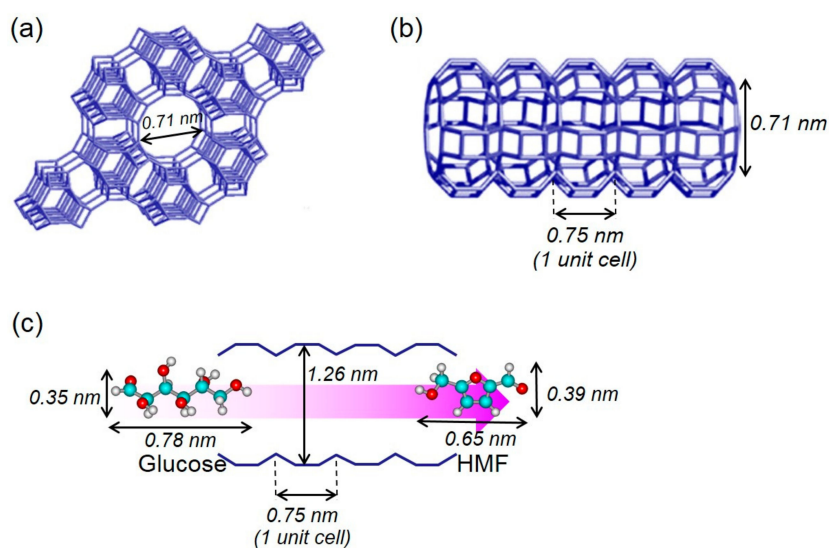 (a)
0.71 nm
(b)
0.71 nm
0.75 nm
(1 unit cell)
(c)
0.35 nm
1.26 nm
0.39 nm
0.78 nm
0.65 nm
Glucose
HMF
0.75 nm
(1 unit cell)